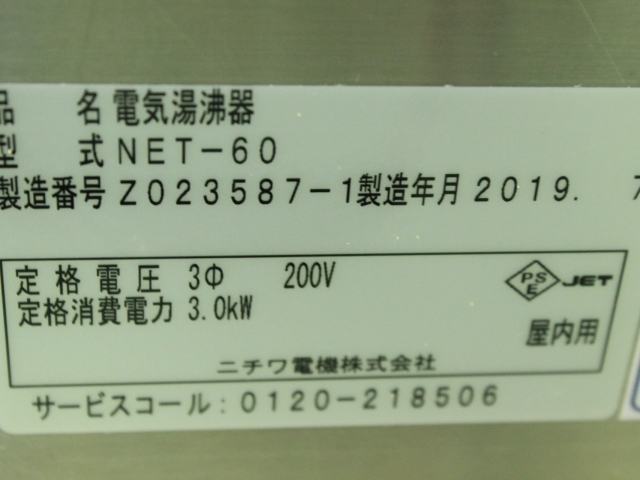 品 名 電気湯沸器
型 式 NET-60
製造番号 Z023587-1 製造年月 2019. 7
定格電圧 3Φ 200V
PSE JET
定格消費電力 3.0kW
屋内用
ニチワ電機株式会社
サービスコール:0120-218506